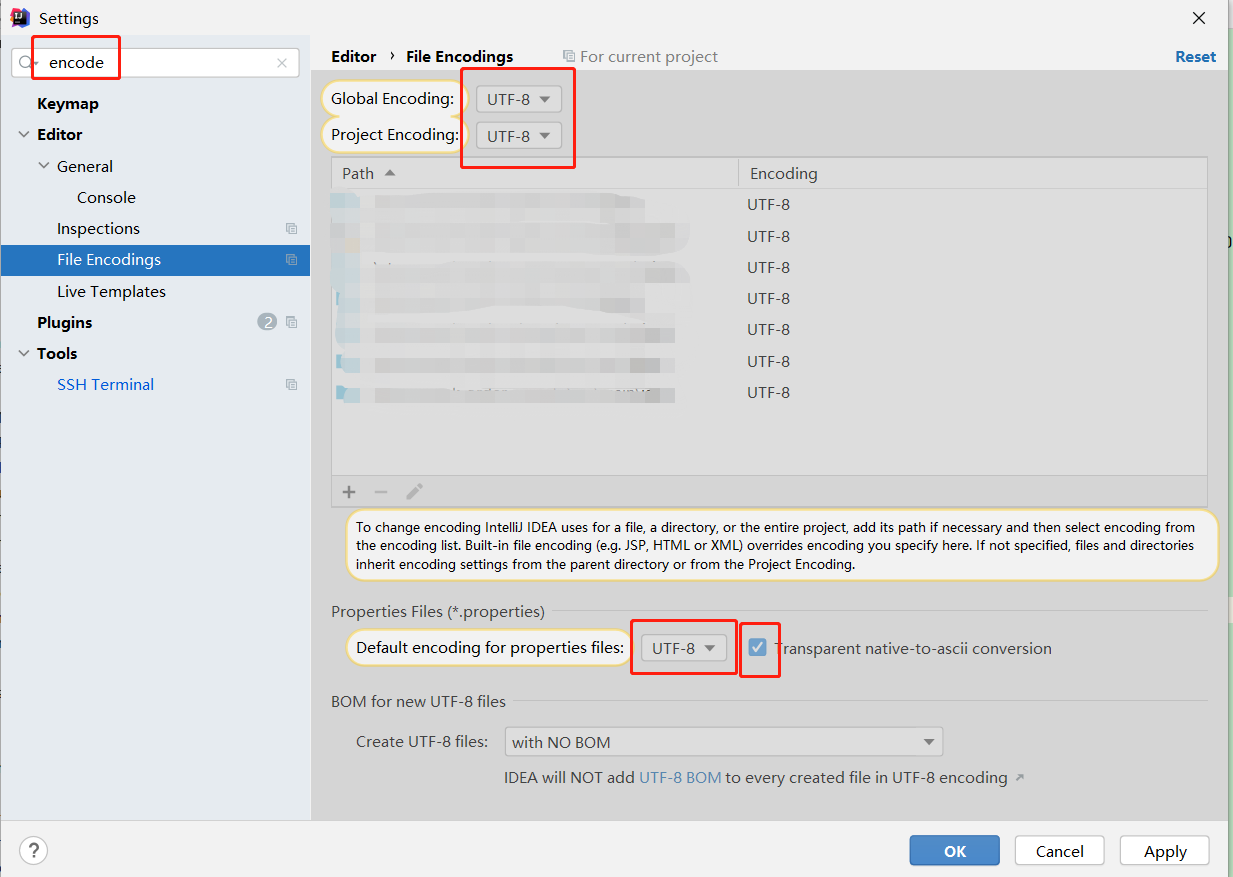 Settings
encode
Keymap
Editor
General
Console
Inspections
File Encodings
Live Templates
Plugins 2
Tools
SSH Terminal
Editor › File Encodings For current project Reset
Global Encoding: UTF-8
Project Encoding: UTF-8
Path Encoding
UTF-8
UTF-8
UTF-8
UTF-8
UTF-8
UTF-8
UTF-8
To change encoding IntelliJ IDEA uses for a file, a directory, or the entire project, add its path if necessary and then select encoding from
the encoding list. Built-in file encoding (e.g. JSP, HTML or XML) overrides encoding you specify here. If not specified, files and directories
inherit encoding settings from the parent directory or from the Project Encoding.
Properties Files (*.properties)
Default encoding for properties files: UTF-8 Transparent native-to-ascii conversion
BOM for new UTF-8 files
Create UTF-8 files: with NO BOM
IDEA will NOT add UTF-8 BOM to every created file in UTF-8 encoding ↗
? OK Cancel Apply